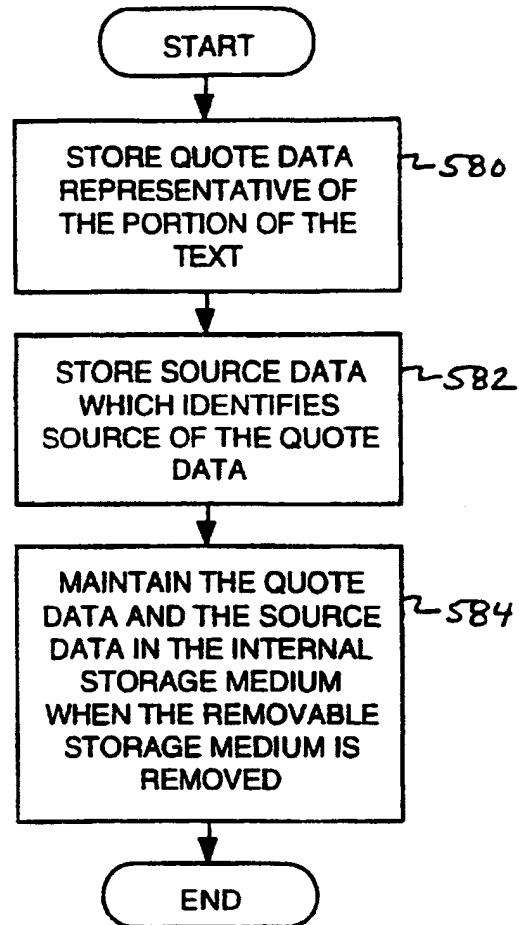 START
STORE QUOTE DATA
REPRESENTATIVE OF
THE PORTION OF THE
TEXT
580
STORE SOURCE DATA
WHICH IDENTIFIES
SOURCE OF THE QUOTE
DATA
582
MAINTAIN THE QUOTE
DATA AND THE SOURCE
DATA IN THE INTERNAL
STORAGE MEDIUM
WHEN THE REMOVABLE
STORAGE MEDIUM IS
REMOVED
584
END